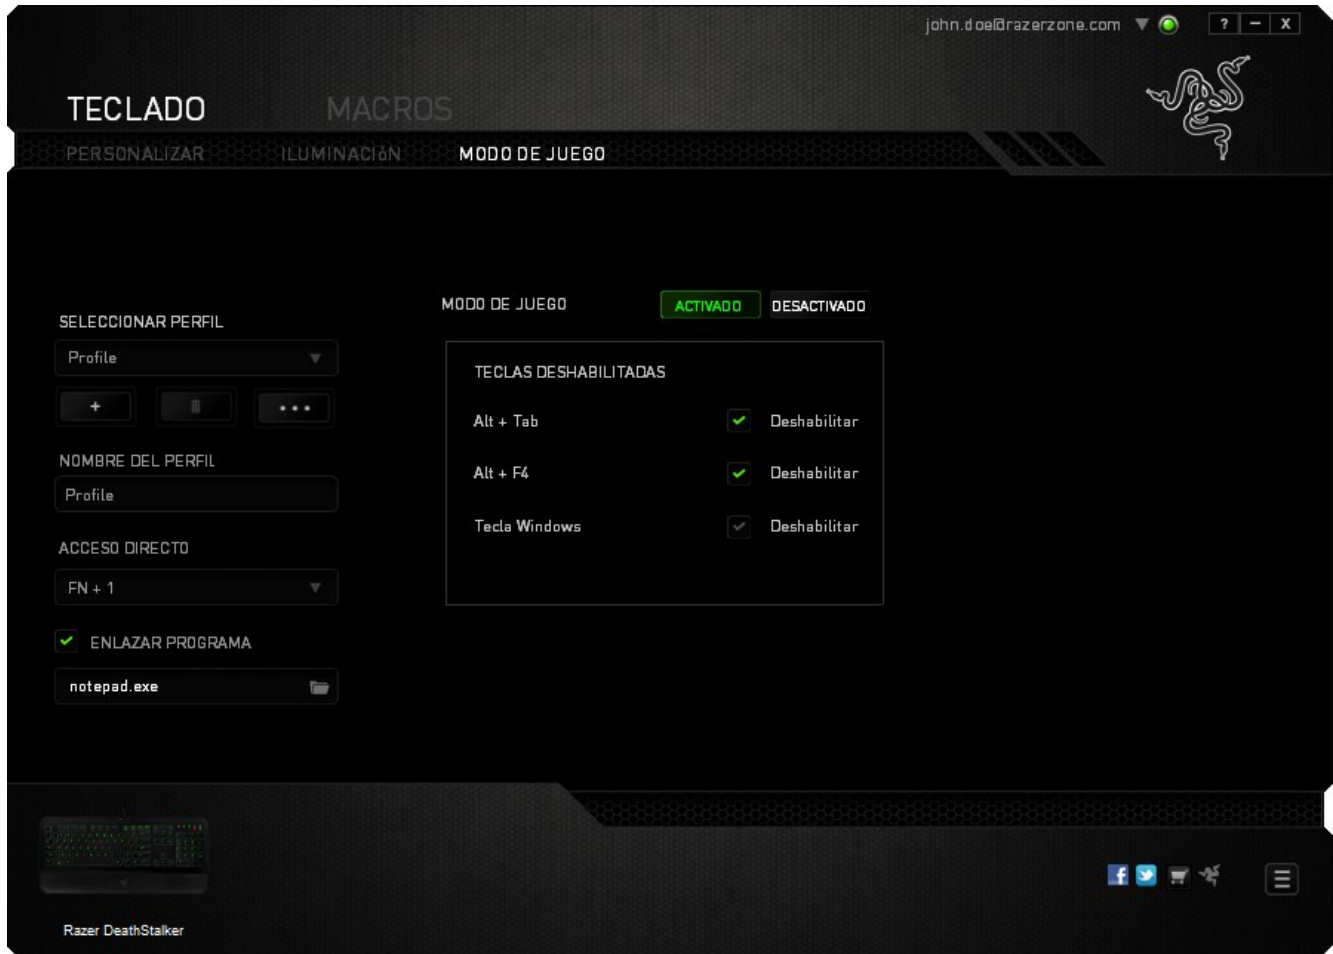 john.doe@razerzone.com
? — X
TECLADO MACROS
PERSONALIZAR ILUMINACIóN MODO DE JUEGO
MODO DE JUEGO ACTIVADO DESACTIVADO
SELECCIONAR PERFIL
Profile
TECLAS DESHABILITADAS
+ •••
Alt + Tab Deshabilitar
NOMBRE DEL PERFIL
Alt + F4 Deshabilitar
Profile
Tecla Windows Deshabilitar
ACCESO DIRECTO
FN + 1
ENLAZAR PROGRAMA
notepad.exe
Razer DeathStalker